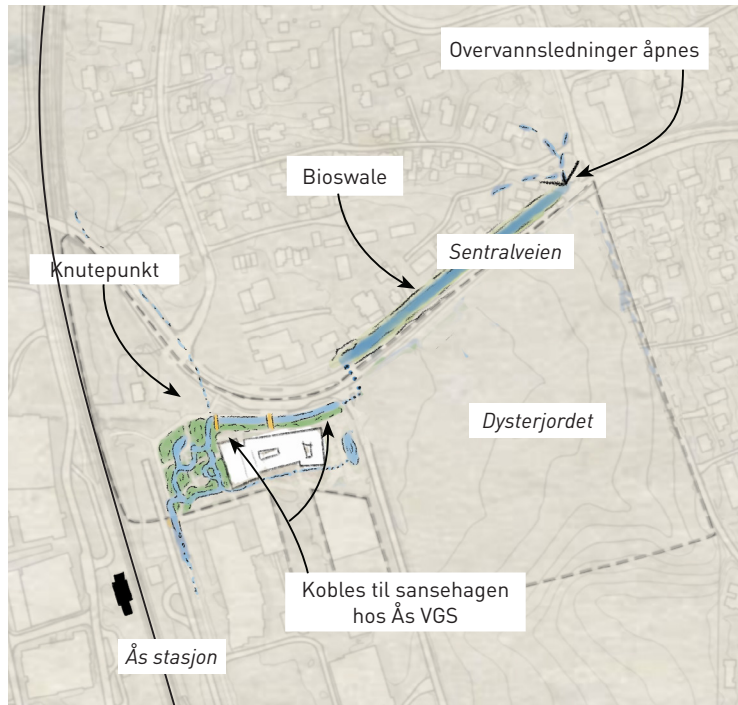 Overvannsledninger åpnes
Bioswale
Sentralveien
Knutepunkt
Dysterjordet
Kobles til sansehagen
hos Ås VGS
Ås stasjon